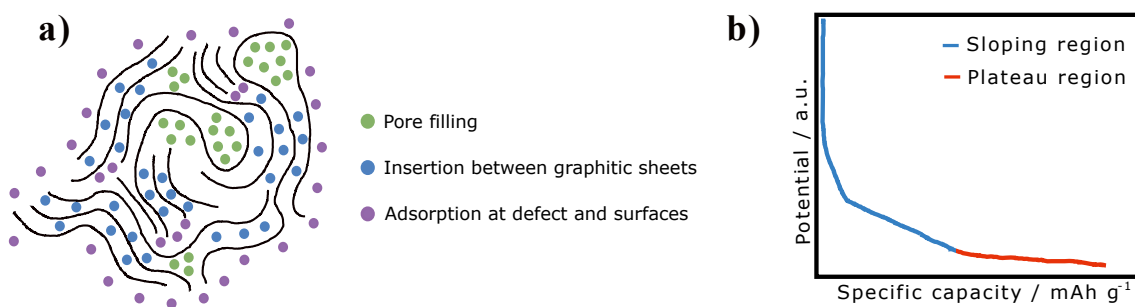 a)
Pore filling
Insertion between graphitic sheets
Adsorption at defect and surfaces
b)
Sloping region
Plateau region
Potential / a.u.
Specific capacity / mAh g⁻¹